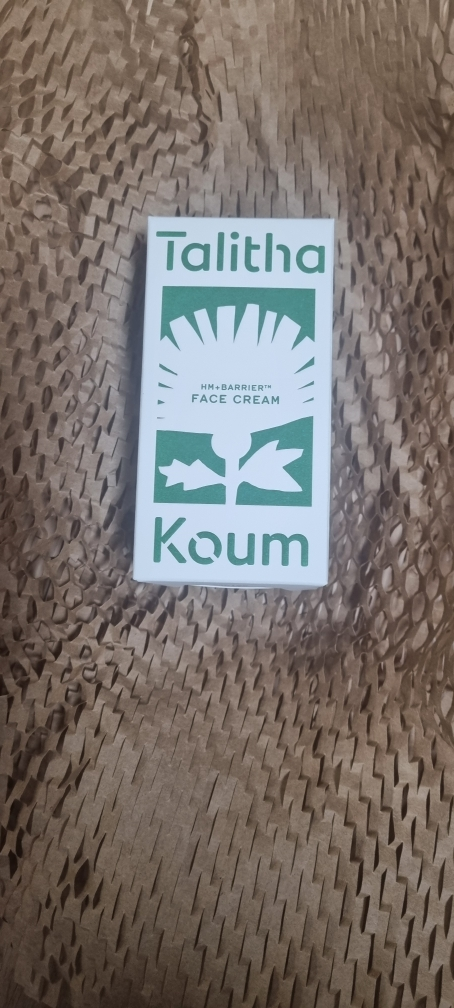 Talitha
HM+BARRIER™
FACE CREAM
Koum